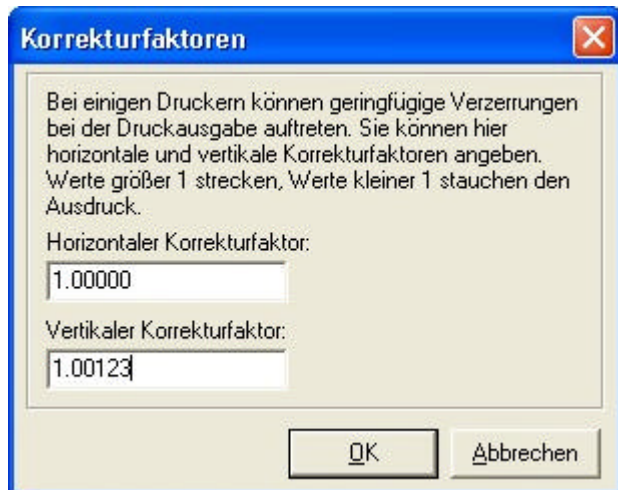 Korrekturfaktoren
Bei einigen Druckern können geringfügige Verzerrungen
bei der Druckausgabe auftreten. Sie können hier
horizontale und vertikale Korrekturfaktoren angeben.
Werte größer 1 strecken, Werte kleiner 1 stauchen den
Ausdruck.
Horizontaler Korrekturfaktor:
1.00000
Vertikaler Korrekturfaktor:
1.00123
OK
Abbrechen